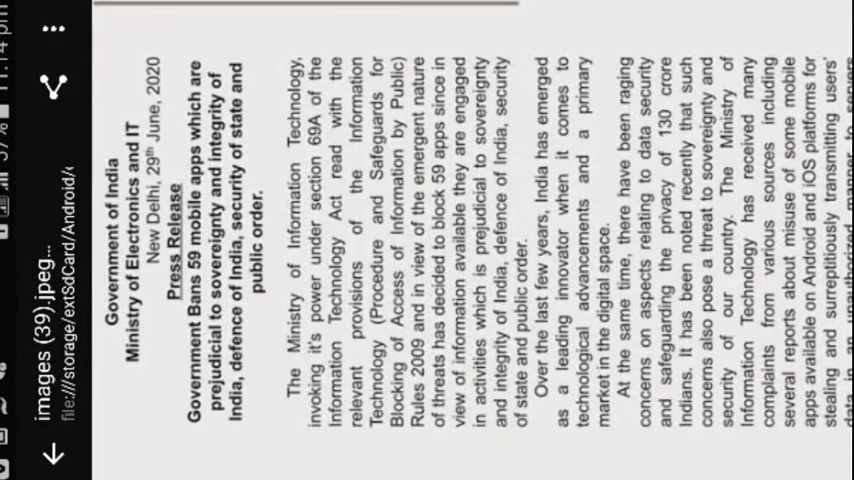 11:14 pm
57%
images (39).jpeg...
file:///storage/extSdCard/Android/
Government of India
Ministry of Electronics and IT
New Delhi, 29th June, 2020
Press Release
Government Bans 59 mobile apps which are
prejudicial to sovereignty and integrity of
India, defence of India, security of state and
public order.
The Ministry of Information Technology,
invoking it's power under section 69A of the
Information Technology Act read with the
relevant provisions of the Information
Technology (Procedure and Safeguards for
Blocking of Access of Information by Public)
Rules 2009 and in view of the emergent nature
of threats has decided to block 59 apps since in
view of information available they are engaged
in activities which is prejudicial to sovereignty
and integrity of India, defence of India, security
of state and public order.
Over the last few years, India has emerged
as a leading innovator when it comes to
technological advancements and a primary
market in the digital space.
At the same time, there have been raging
concerns on aspects relating to data security
and safeguarding the privacy of 130 crore
Indians. It has been noted recently that such
concerns also pose a threat to sovereignty and
security of our country. The Ministry of
Information Technology has received many
complaints from various sources including
several reports about misuse of some mobile
apps available on Android and iOS platforms for
stealing and surreptitiously transmitting users'
data in an unauthorized manner to servers